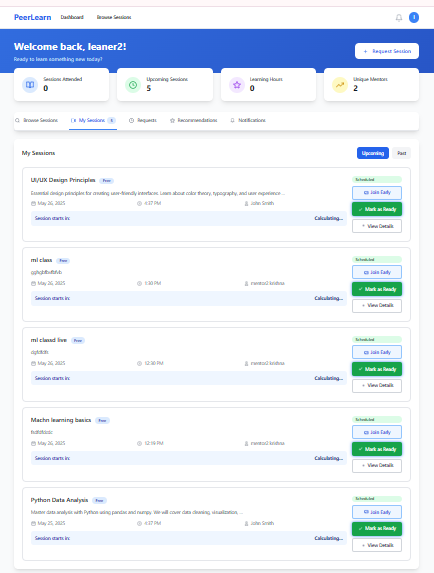 PeerLearn Dashboard Browse Sessions
Welcome back, leaner2!
Ready to learn something new today?
+ Request Session
Sessions Attended
0
Upcoming Sessions
5
Learning Hours
0
Unique Mentors
2
Browse Sessions My Sessions 5 Requests Recommendations Notifications
My Sessions
Upcoming Past
UI/UX Design Principles Free
Scheduled
Essential design principles for creating user-friendly interfaces. Learn about color theory, typography, and user experience...
Join Early
May 26, 2025 4:37 PM John Smith
Mark as Ready
Session starts in: Calculating...
+ View Details
ml class Free
Scheduled
Join Early
May 26, 2025 1:30 PM mentor2 krishna
Mark as Ready
Session starts in: Calculating...
+ View Details
ml classd live Free
Scheduled
Join Early
May 26, 2025 12:30 PM mentor2 krishna
Mark as Ready
Session starts in: Calculating...
+ View Details
Machn learning basics Free
Scheduled
Join Early
May 26, 2025 12:19 PM mentor2 krishna
Mark as Ready
Session starts in: Calculating...
+ View Details
Python Data Analysis Free
Scheduled
Master data analysis with Python using pandas and numpy. We will cover data cleaning, visualization, ...
Join Early
May 25, 2025 4:37 PM John Smith
Mark as Ready
Session starts in: Calculating...
+ View Details